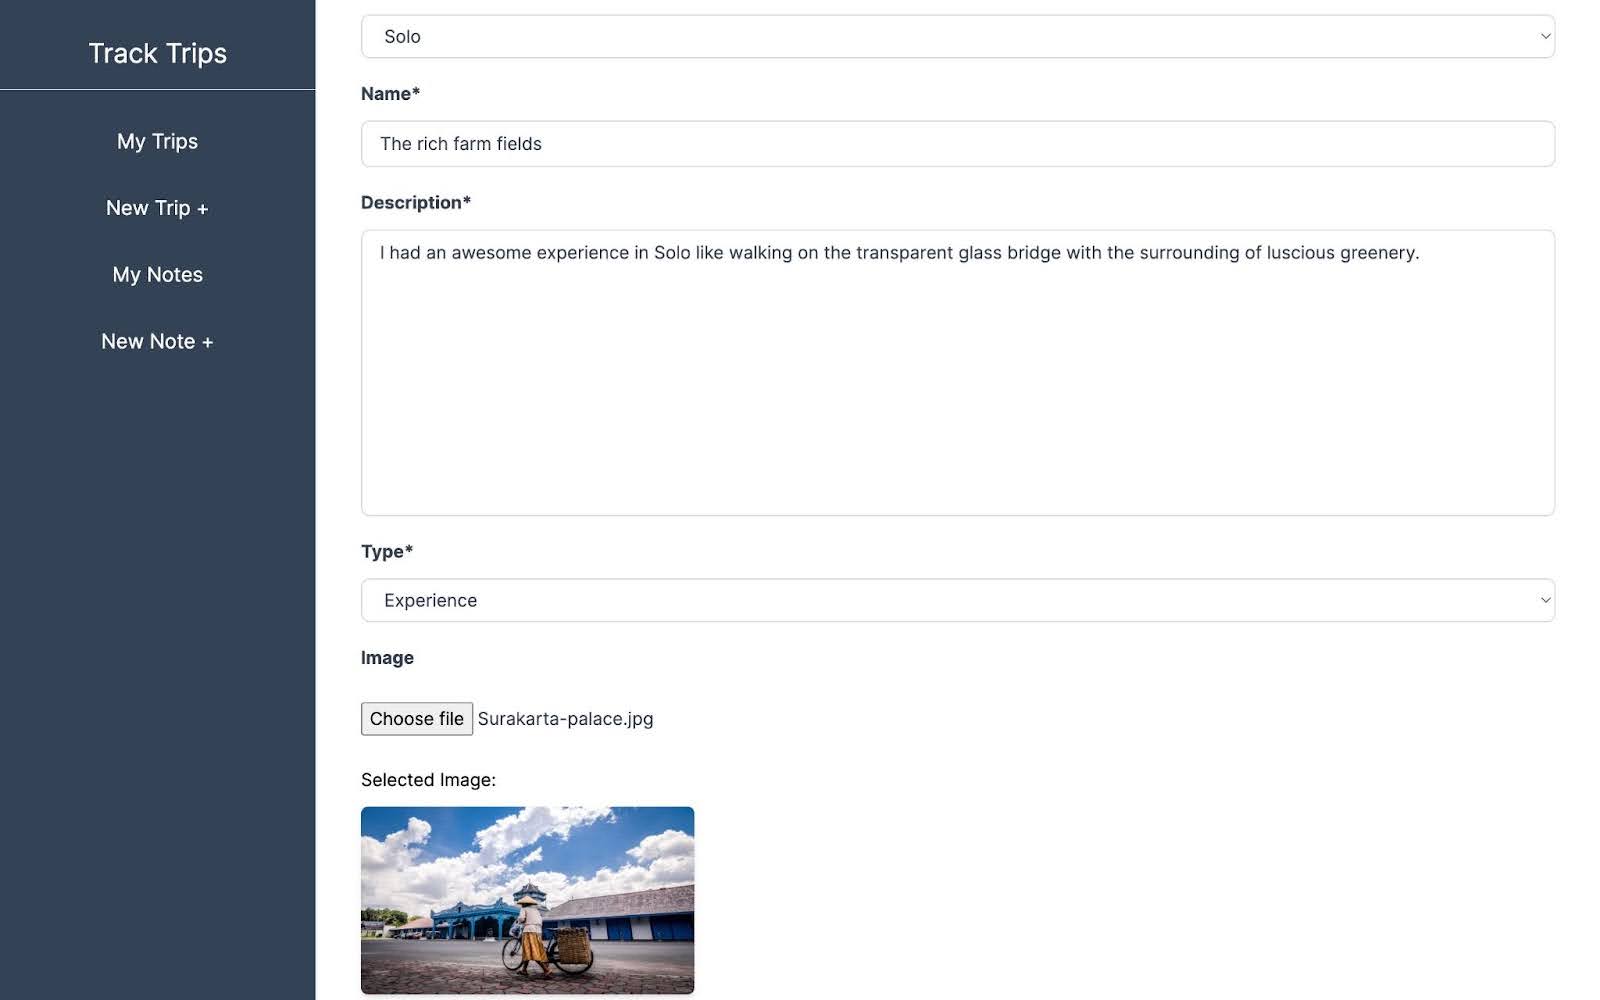 Track Trips
My Trips
New Trip +
My Notes
New Note +
Solo
Name*
The rich farm fields
Description*
I had an awesome experience in Solo like walking on the transparent glass bridge with the surrounding of luscious greenery.
Type*
Experience
Image
Choose file Surakarta-palace.jpg
Selected Image: